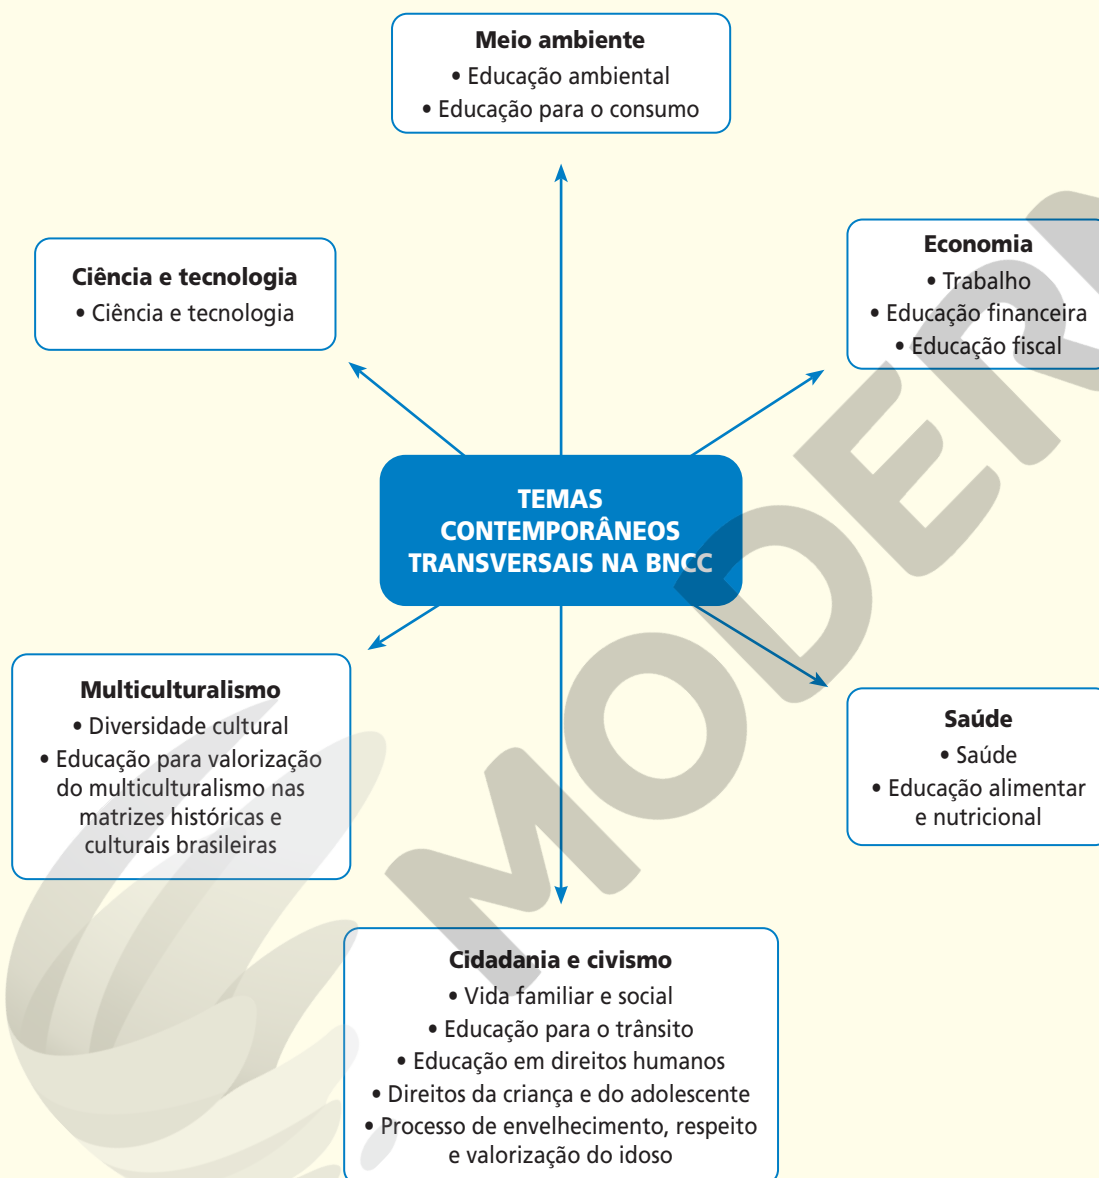 Meio ambiente
• Educação ambiental
• Educação para o consumo
Ciência e tecnologia
• Ciência e tecnologia
Economia
• Trabalho
• Educação financeira
• Educação fiscal
TEMAS
CONTEMPORÂNEOS
TRANSVERSAIS NA BNCC
Multiculturalismo
• Diversidade cultural
• Educação para valorização
do multiculturalismo nas
matrizes históricas e
culturais brasileiras
Saúde
• Saúde
• Educação alimentar
e nutricional
Cidadania e civismo
• Vida familiar e social
• Educação para o trânsito
• Educação em direitos humanos
• Direitos da criança e do adolescente
• Processo de envelhecimento, respeito
e valorização do idoso
MODER